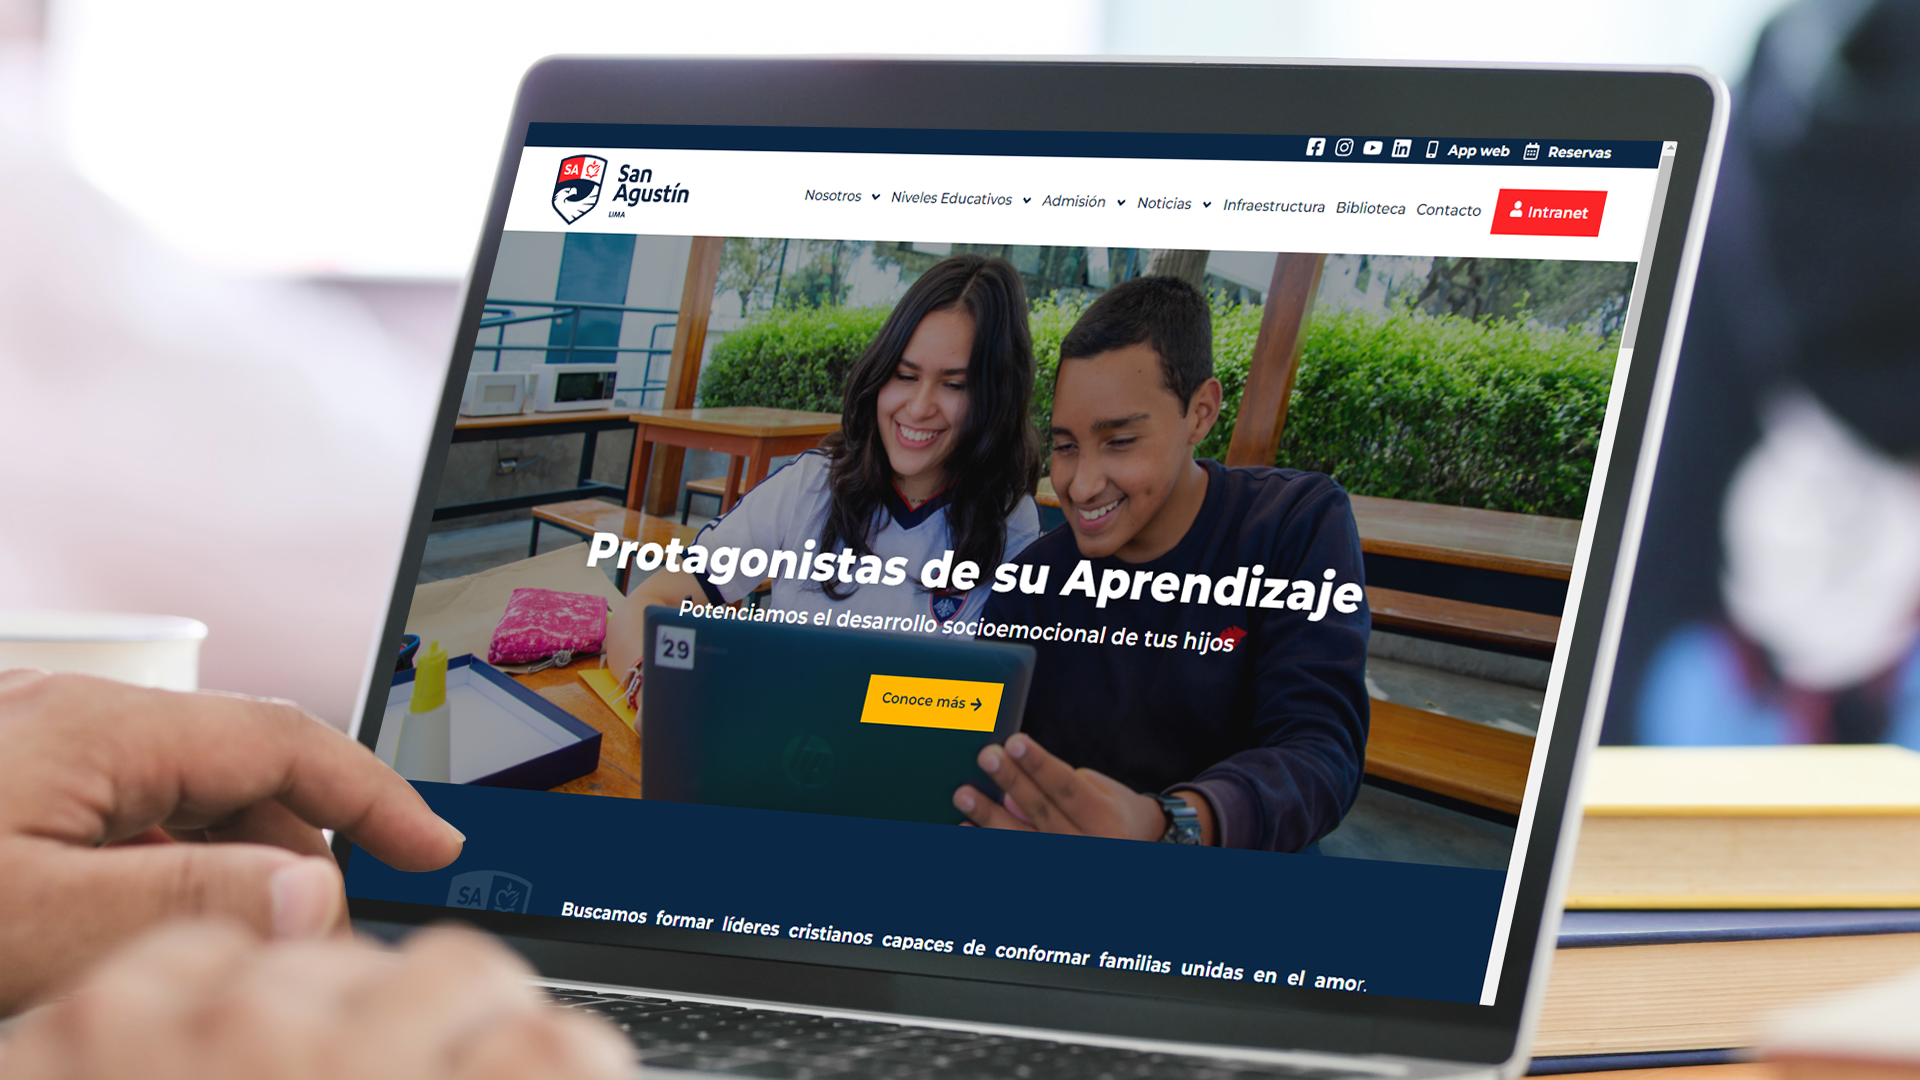 App web
Reservas
SA
San
Agustín
LIMA
Nosotros
Niveles Educativos
Admisión
Noticias
Infraestructura
Biblioteca
Contacto
Intranet
Protagonistas de su Aprendizaje
Potenciamos el desarrollo socioemocional de tus hijos
29
Conoce más
hp
SA
Buscamos formar líderes cristianos capaces de conformar familias unidas en el amor.